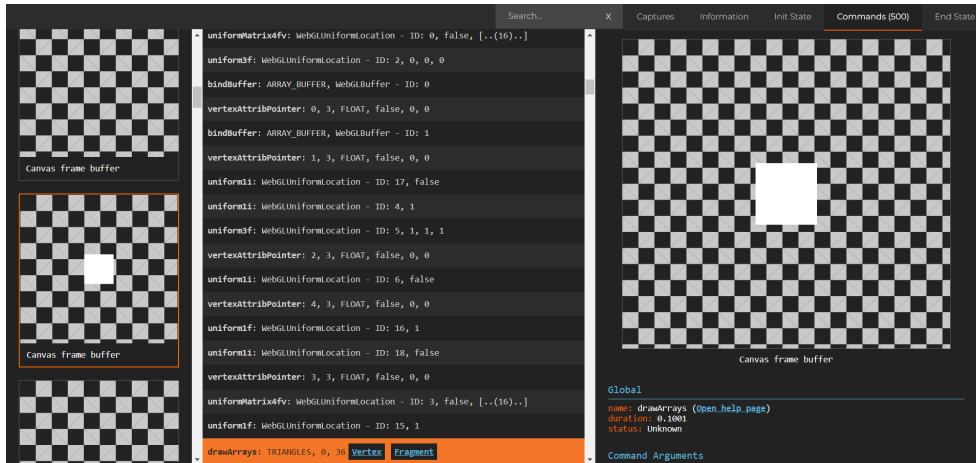 Search...
X
Captures
Information
Init State
Commands (500)
End State
Canvas frame buffer
Canvas frame buffer
uniformMatrix4fv: WebGLUniformLocation - ID: 0, false, [..(16)..]
uniform3f: WebGLUniformLocation - ID: 2, 0, 0, 0
bindBuffer: ARRAY_BUFFER, WebGLBuffer - ID: 0
vertexAttribPointer: 0, 3, FLOAT, false, 0, 0
bindBuffer: ARRAY_BUFFER, WebGLBuffer - ID: 1
vertexAttribPointer: 1, 3, FLOAT, false, 0, 0
uniform1i: WebGLUniformLocation - ID: 17, false
uniform1i: WebGLUniformLocation - ID: 4, 1
uniform3f: WebGLUniformLocation - ID: 5, 1, 1, 1
vertexAttribPointer: 2, 3, FLOAT, false, 0, 0
uniform1i: WebGLUniformLocation - ID: 6, false
vertexAttribPointer: 4, 3, FLOAT, false, 0, 0
uniform1f: WebGLUniformLocation - ID: 16, 1
uniform1i: WebGLUniformLocation - ID: 18, false
vertexAttribPointer: 3, 3, FLOAT, false, 0, 0
uniformMatrix4fv: WebGLUniformLocation - ID: 3, false, [..(16)..]
uniform1f: WebGLUniformLocation - ID: 15, 1
drawArrays: TRIANGLES, 0, 36 Vertex Fragment
Canvas frame buffer
Global
name: drawArrays (Open help page)
duration: 0.1001
status: Unknown
Command Arguments